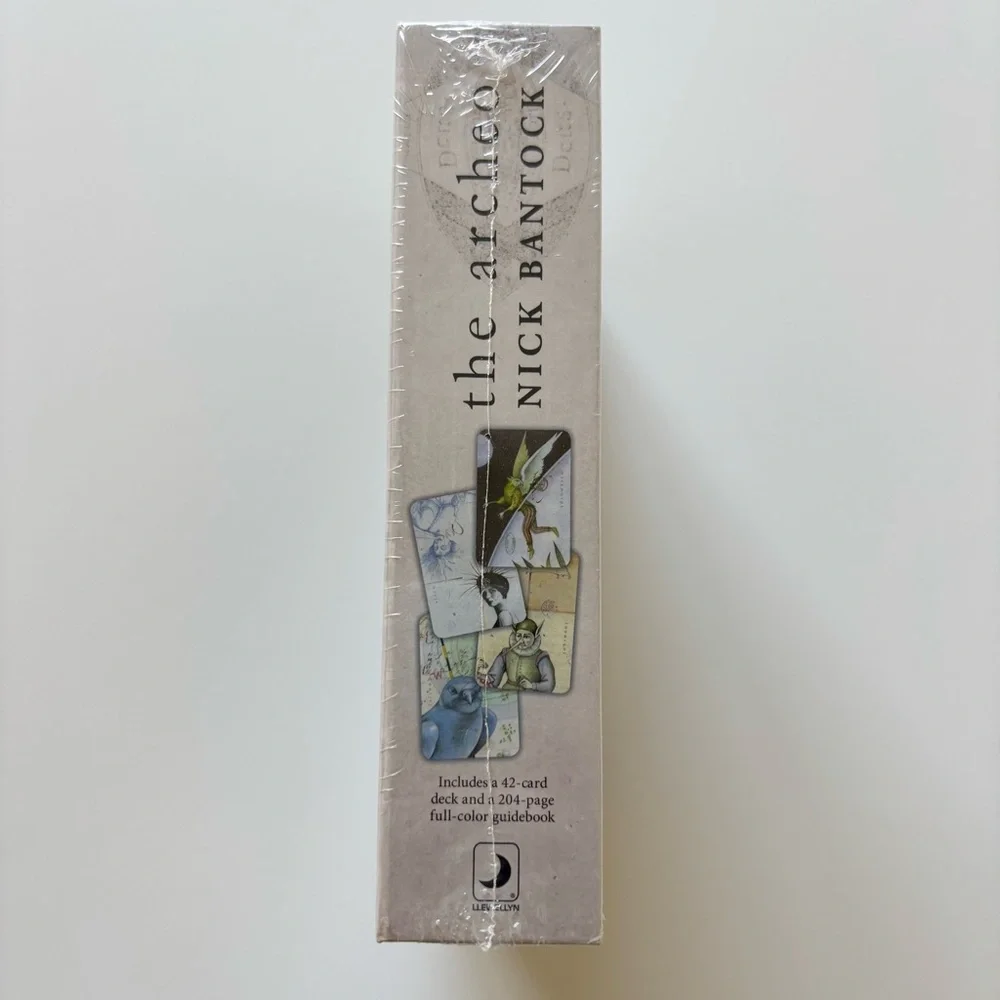 the archeo
NICK BANTOCK
Includes a 42-card
deck and a 204-page
full-color guidebook
LLEWELLYN